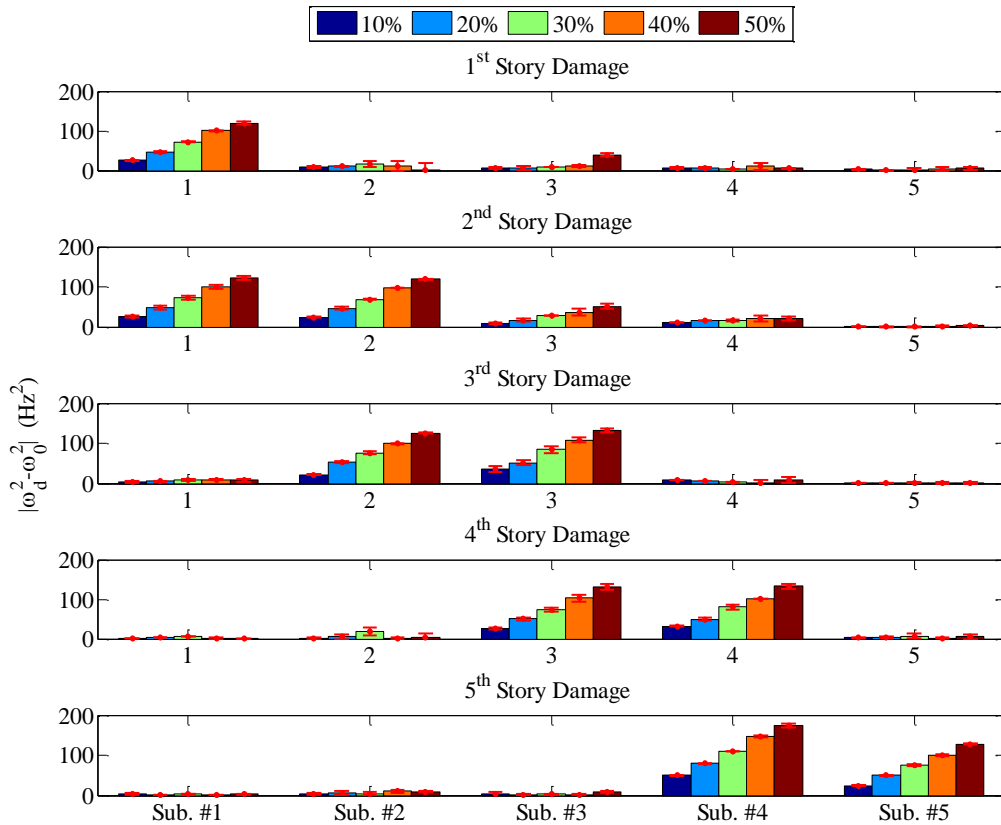 10% 20% 30% 40% 50%
1st Story Damage
200
100
0
1 2 3 4 5
2nd Story Damage
200
100
0
1 2 3 4 5
3rd Story Damage
200
100
0
1 2 3 4 5
|ω²d-ω²0| (Hz²)
4th Story Damage
200
100
0
1 2 3 4 5
5th Story Damage
200
100
0
Sub. #1 Sub. #2 Sub. #3 Sub. #4 Sub. #5